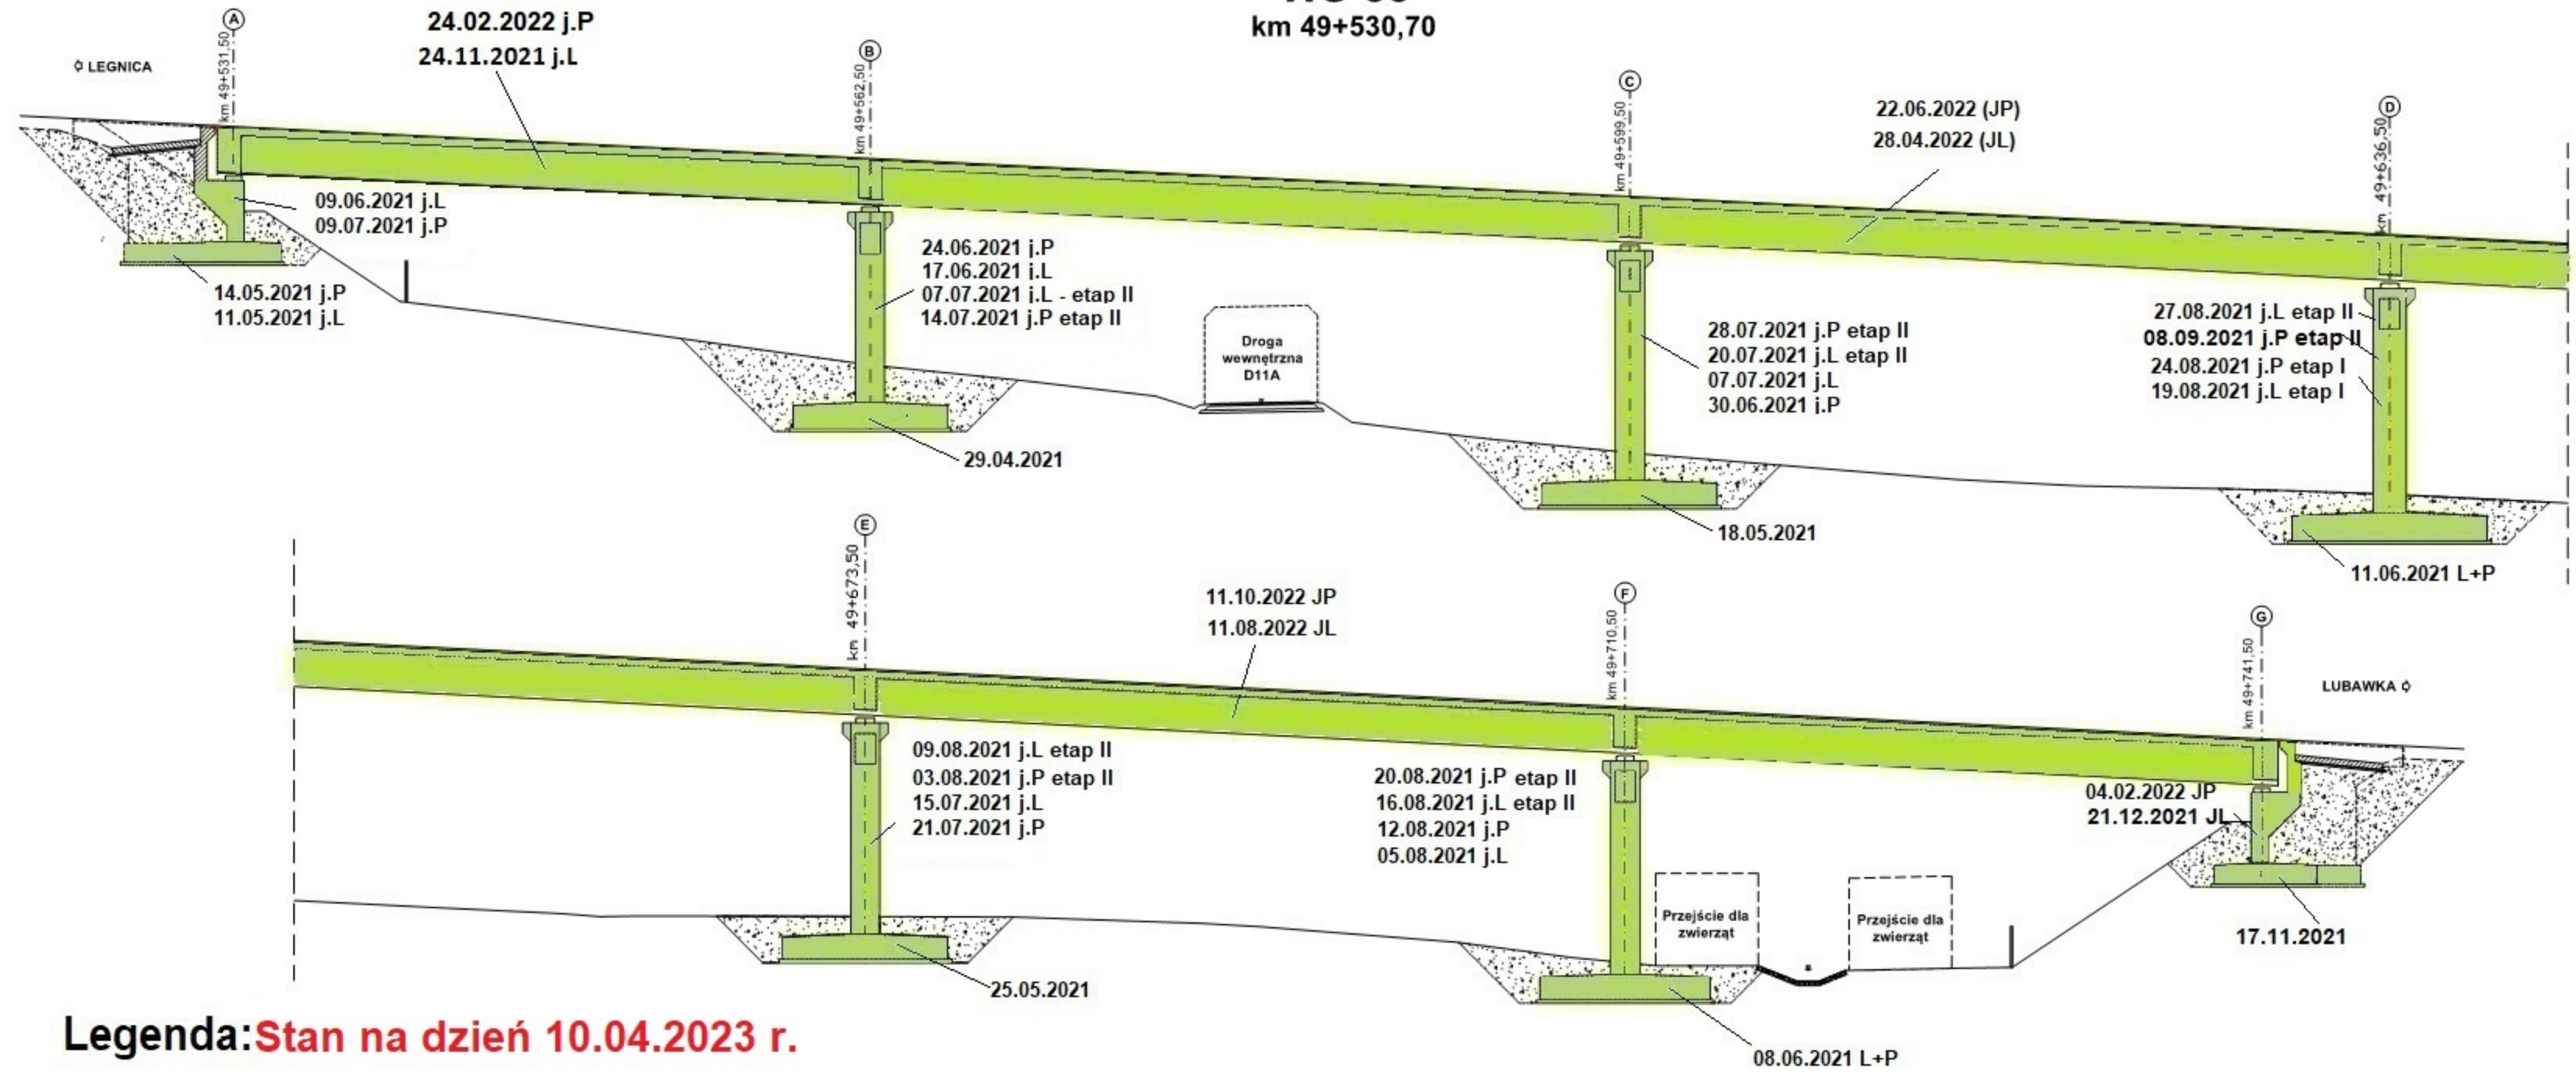 km 49+530,70
A
km 49+531,50
LEGNICA
24.02.2022 j.P
24.11.2021 j.L
B
km 49+562,50
C
km 49+599,50
22.06.2022 (JP)
28.04.2022 (JL)
D
km 49+636,50
09.06.2021 j.L
09.07.2021 j.P
14.05.2021 j.P
11.05.2021 j.L
24.06.2021 j.P
17.06.2021 j.L
07.07.2021 j.L - etap II
14.07.2021 j.P etap II
29.04.2021
Droga
wewnętrzna
D11A
28.07.2021 j.P etap II
20.07.2021 j.L etap II
07.07.2021 j.L
30.06.2021 j.P
18.05.2021
27.08.2021 j.L etap II
08.09.2021 j.P etap II
24.08.2021 j.P etap I
19.08.2021 j.L etap I
11.06.2021 L+P
E
km 49+673,50
11.10.2022 JP
11.08.2022 JL
F
km 49+710,50
G
km 49+741,50
LUBAWKA
09.08.2021 j.L etap II
03.08.2021 j.P etap II
15.07.2021 j.L
21.07.2021 j.P
25.05.2021
20.08.2021 j.P etap II
16.08.2021 j.L etap II
12.08.2021 j.P
05.08.2021 j.L
08.06.2021 L+P
Przejście dla
zwierząt
Przejście dla
zwierząt
04.02.2022 JP
21.12.2021 JL
17.11.2021
Legenda:Stan na dzień 10.04.2023 r.